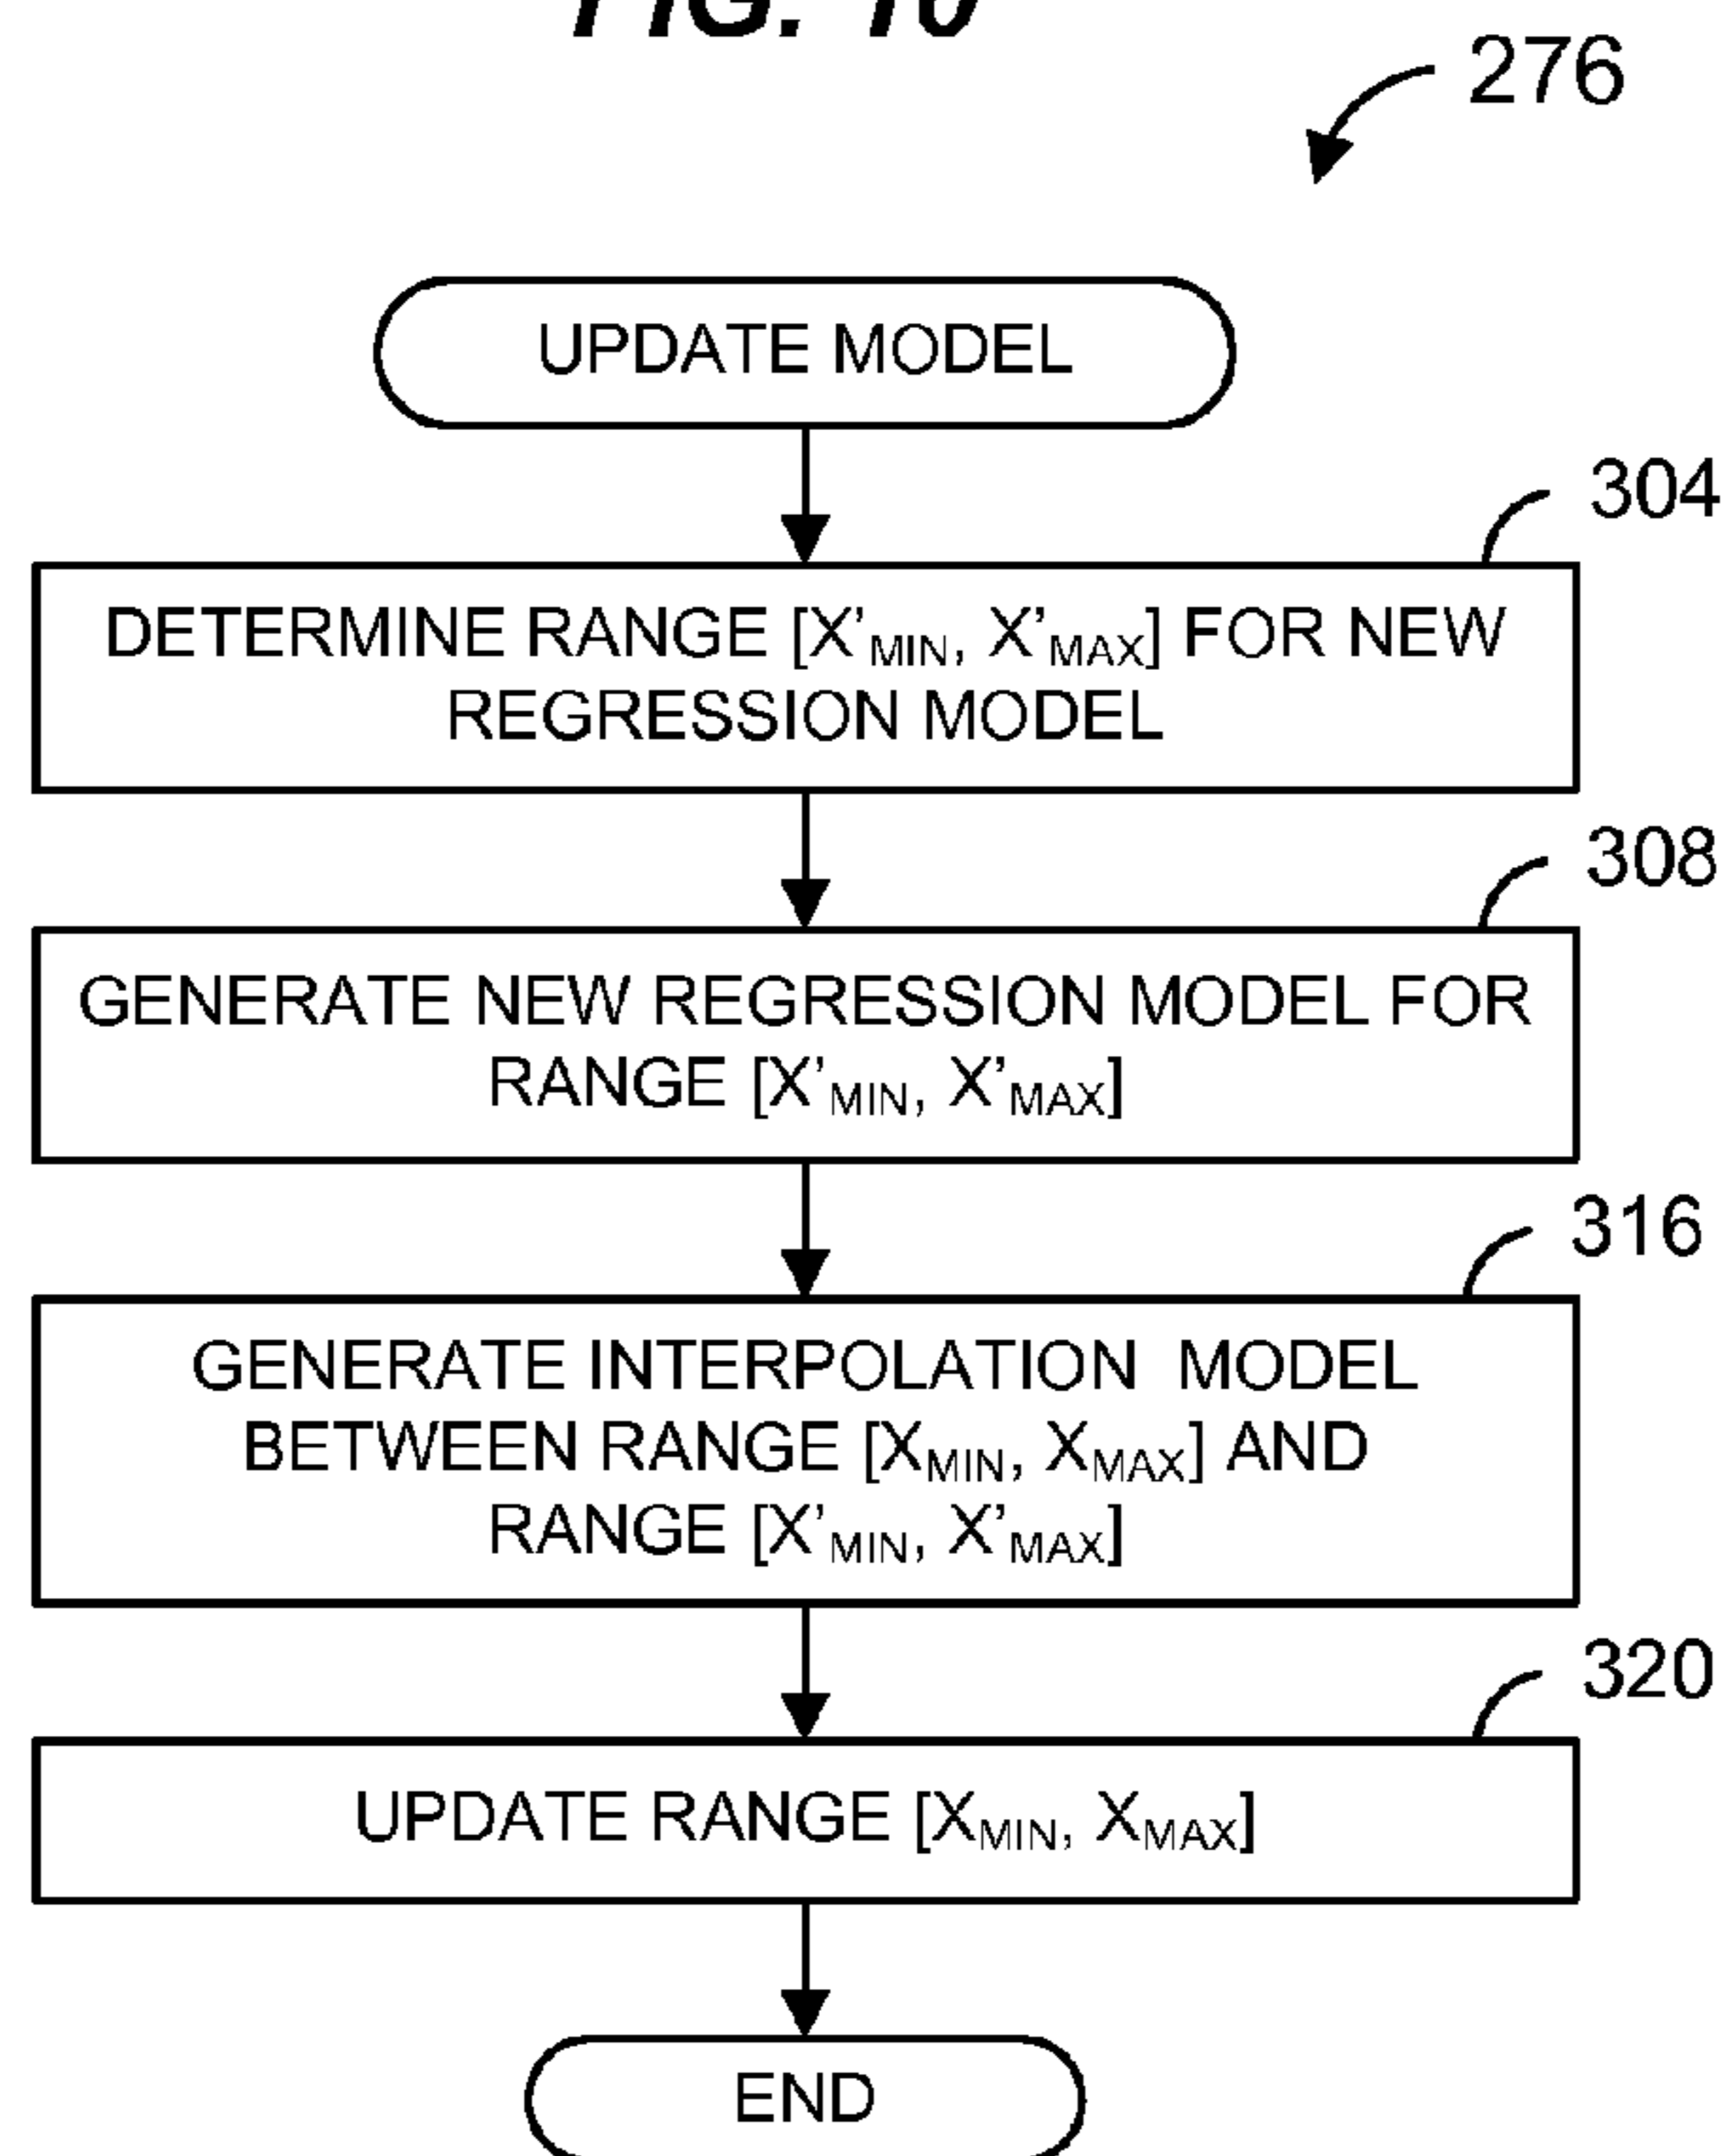 FIG. 10
276
UPDATE MODEL
304
DETERMINE RANGE [X’MIN, X’MAX] FOR NEW
REGRESSION MODEL
308
GENERATE NEW REGRESSION MODEL FOR
RANGE [X’MIN, X’MAX]
316
GENERATE INTERPOLATION MODEL
BETWEEN RANGE [XMIN, XMAX] AND
RANGE [X’MIN, X’MAX]
320
UPDATE RANGE [XMIN, XMAX]
END